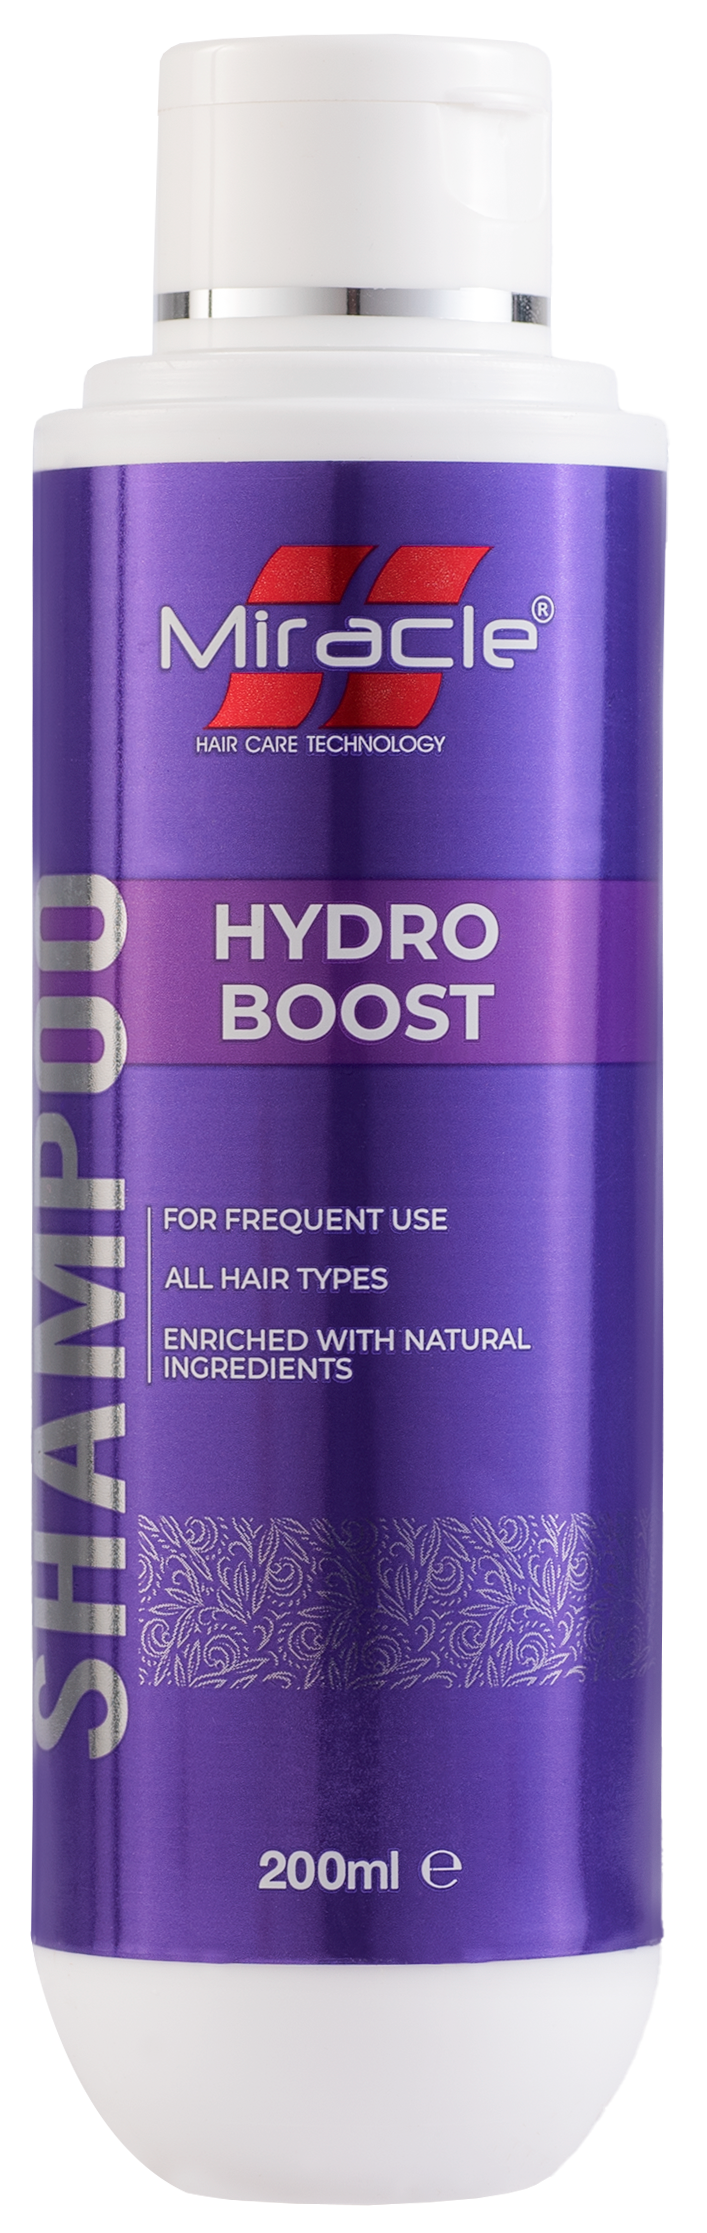 Miracle®
HAIR CARE TECHNOLOGY
SHAMPOO
HYDRO
BOOST
FOR FREQUENT USE
ALL HAIR TYPES
ENRICHED WITH NATURAL
INGREDIENTS
200ml ℮